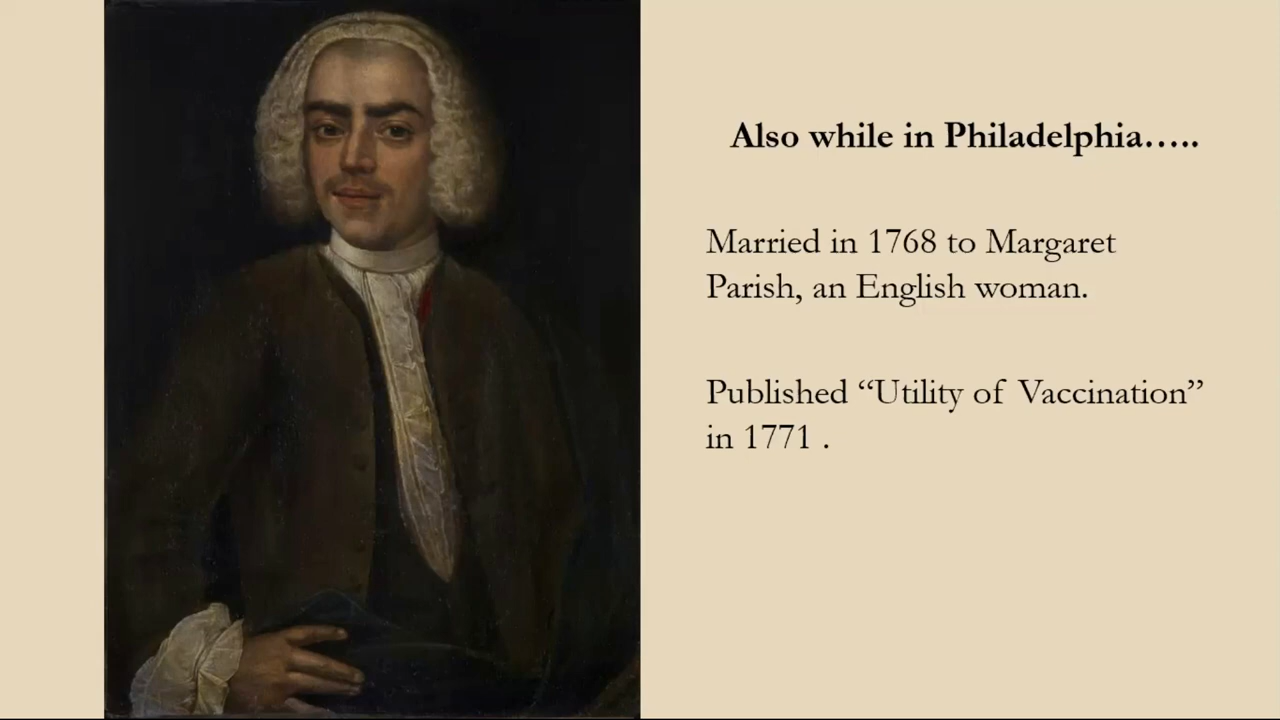 Also while in Philadelphia…..
Married in 1768 to Margaret
Parish, an English woman.
Published “Utility of Vaccination”
in 1771 .